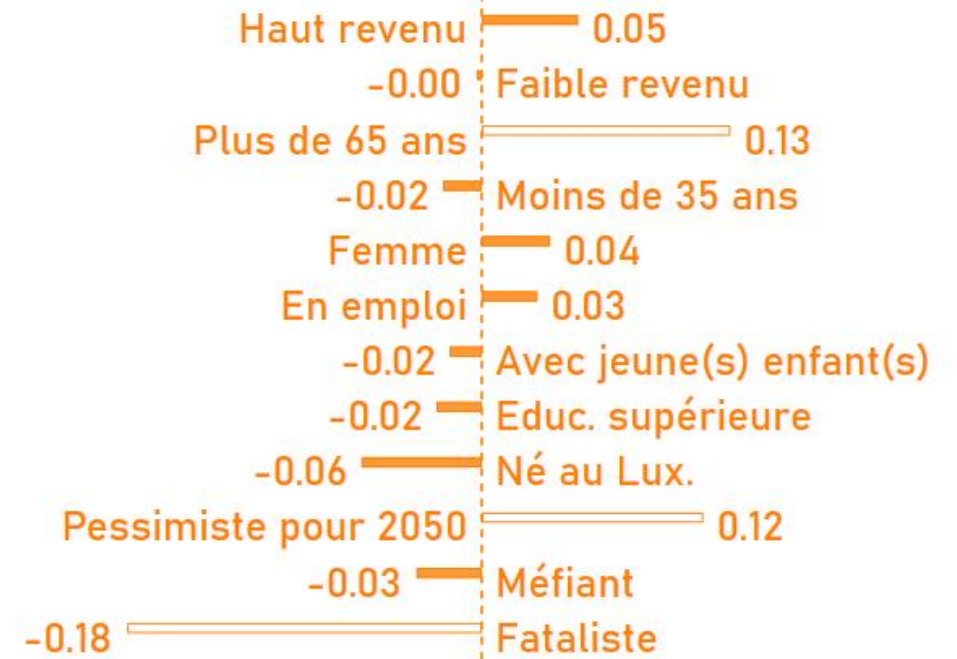 Haut revenu 0.05
-0.00 Faible revenu
Plus de 65 ans 0.13
-0.02 Moins de 35 ans
Femme 0.04
En emploi 0.03
-0.02 Avec jeune(s) enfant(s)
-0.02 Educ. supérieure
-0.06 Né au Lux.
Pessimiste pour 2050 0.12
-0.03 Méfiant
-0.18 Fataliste